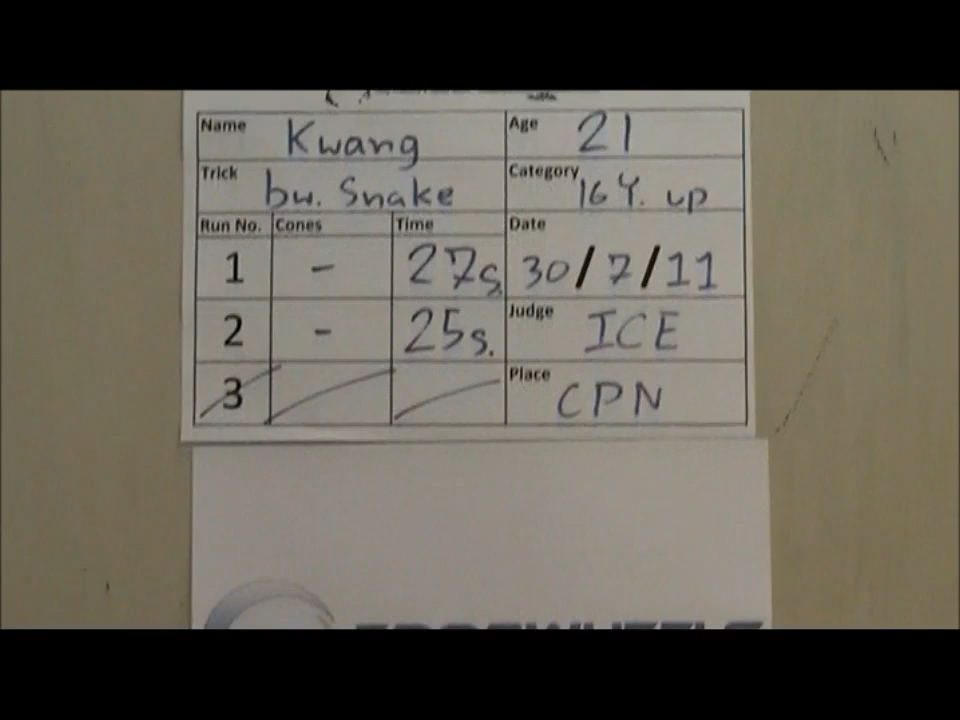 Name Kwang Age 21
Trick bw. Snake Category 16 Y. up
Run No. Cones Time Date
1 - 27s. 30/7/11
2 - 25s. Judge ICE
3 Place CPN